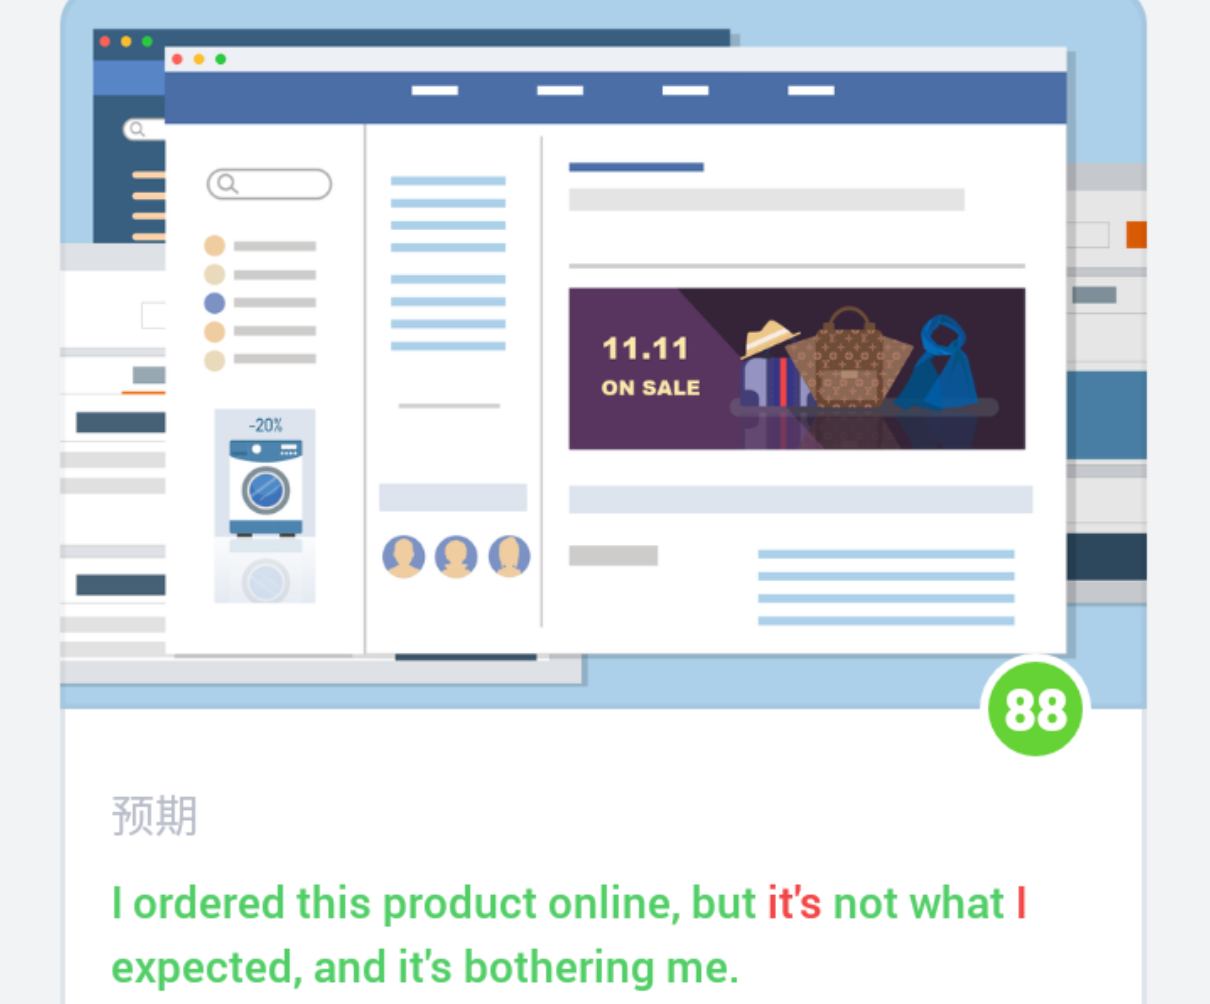 11.11
ON SALE
-20%
88
预期
I ordered this product online, but it's not what I
expected, and it's bothering me.